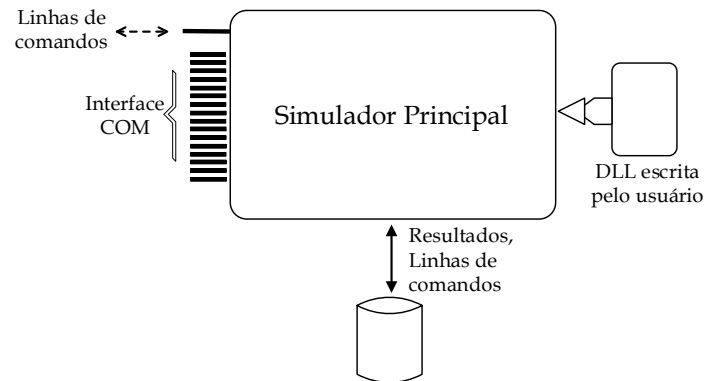 Linhas de
comandos
Interface
COM
Simulador Principal
DLL escrita
pelo usuário
Resultados,
Linhas de
comandos